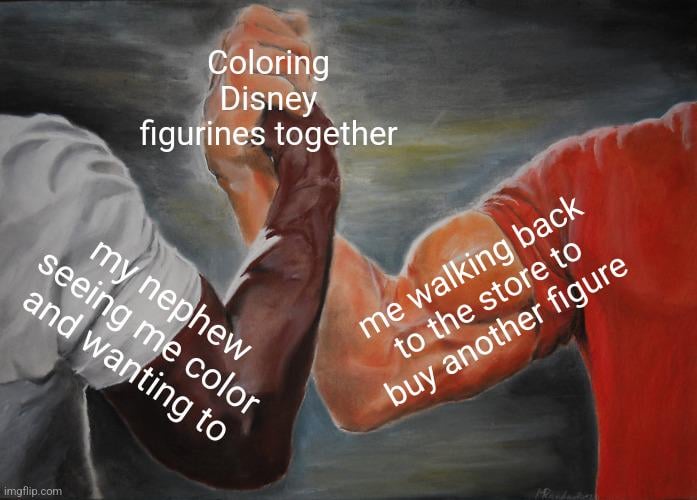 Coloring
Disney
figurines together
my nephew
seeing me color
and wanting to
me walking back
to the store to
buy another figure
imgflip.com